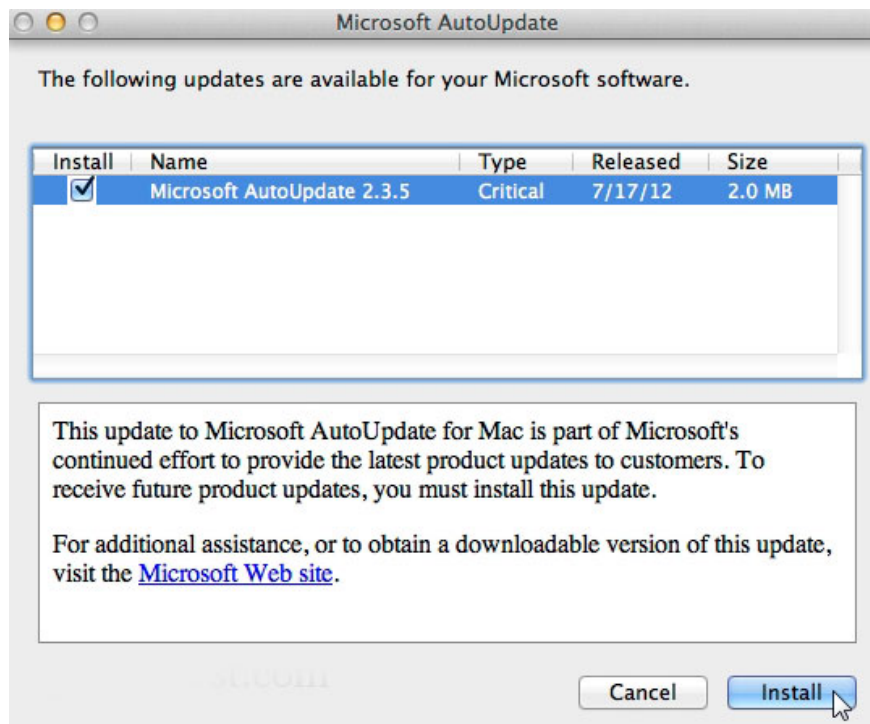 Microsoft AutoUpdate
The following updates are available for your Microsoft software.
Install Name Type Released Size
Microsoft AutoUpdate 2.3.5 Critical 7/17/12 2.0 MB
This update to Microsoft AutoUpdate for Mac is part of Microsoft's
continued effort to provide the latest product updates to customers. To
receive future product updates, you must install this update.
For additional assistance, or to obtain a downloadable version of this update,
visit the Microsoft Web site.
Cancel Install